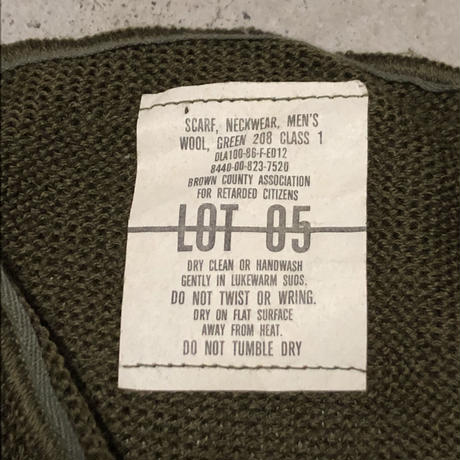 SCARF, NECKWEAR, MEN'S
WOOL, GREEN 208 CLASS 1
DLA100-86-F-ED12
8440-00-823-7520
BROWN COUNTY ASSOCIATION
FOR RETARDED CITIZENS
LOT 05
DRY CLEAN OR HANDWASH
GENTLY IN LUKEWARM SUDS.
DO NOT TWIST OR WRING.
DRY ON FLAT SURFACE
AWAY FROM HEAT.
DO NOT TUMBLE DRY